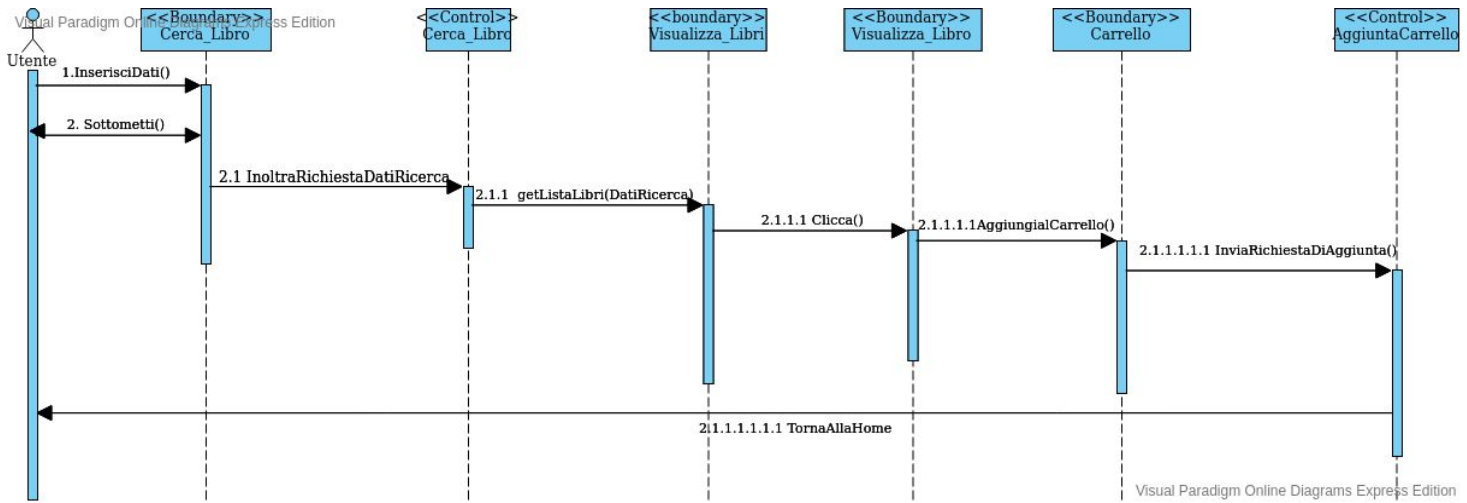 Visual Paradigm Online Diagrams Express Edition
Utente
<<Boundary>>
Cerca_Libro
<<Control>>
Cerca_Libro
<<boundary>>
Visualizza_Libri
<<Boundary>>
Visualizza_Libro
<<Boundary>>
Carrello
<<Control>>
AggiuntaCarrello
1.InserisciDati()
2. Sottometti()
2.1 InoltraRichiestaDatiRicerca
2.1.1 getListaLibri(DatiRicerca)
2.1.1.1 Clicca()
2.1.1.1.1AggiungialCarrello()
2.1.1.1.1.1 InviaRichiestaDiAggiunta()
2.1.1.1.1.1.1 TornaAllaHome
Visual Paradigm Online Diagrams Express Edition